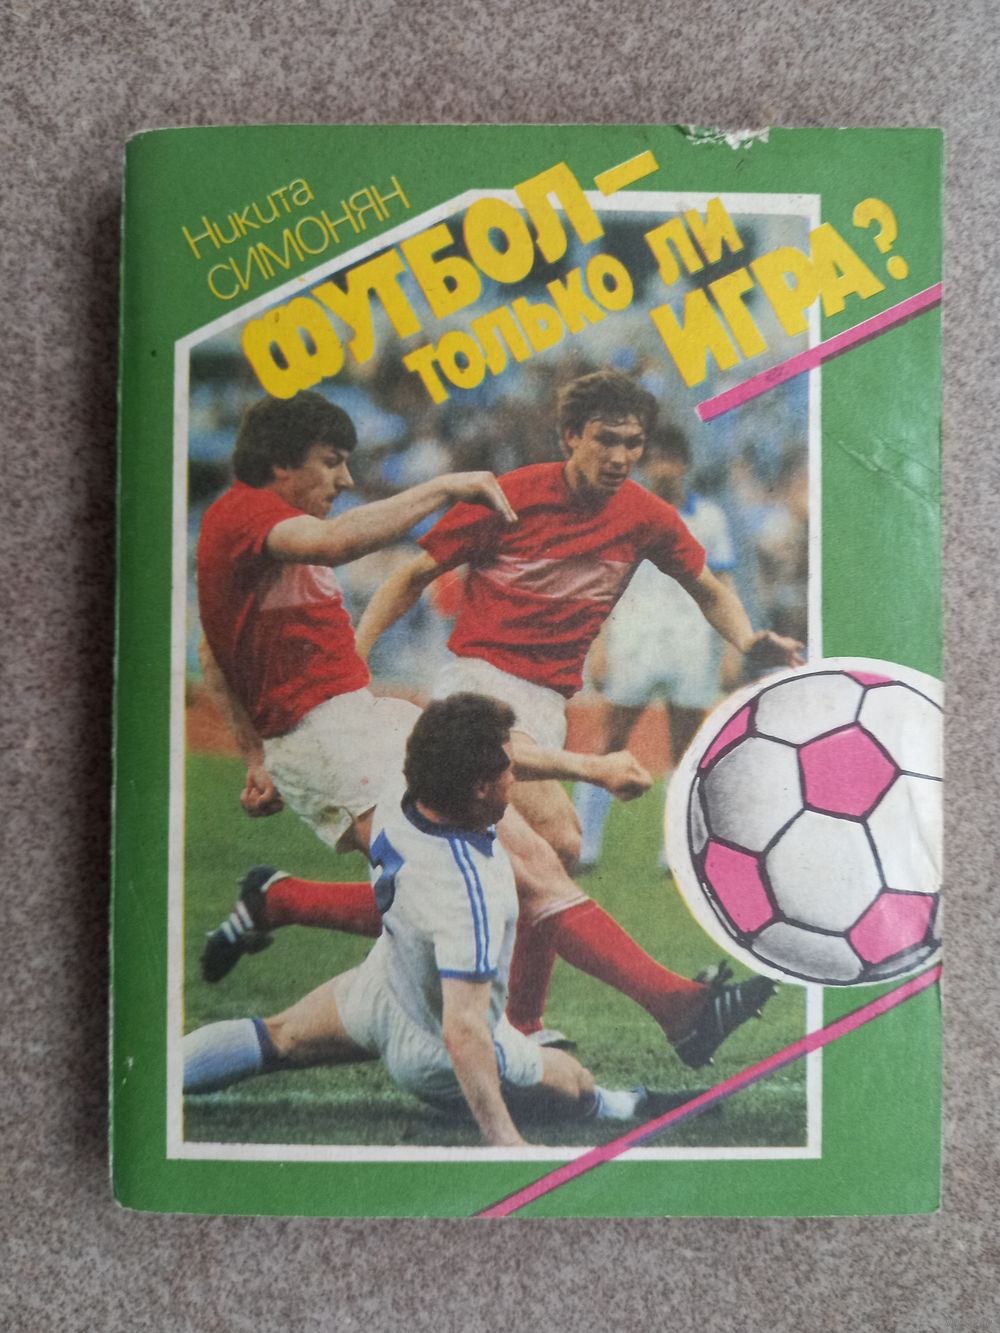 Никита
СИМОНЯН
ФУТБОЛ-
ТОЛЬКО ЛИ
ИГРА?